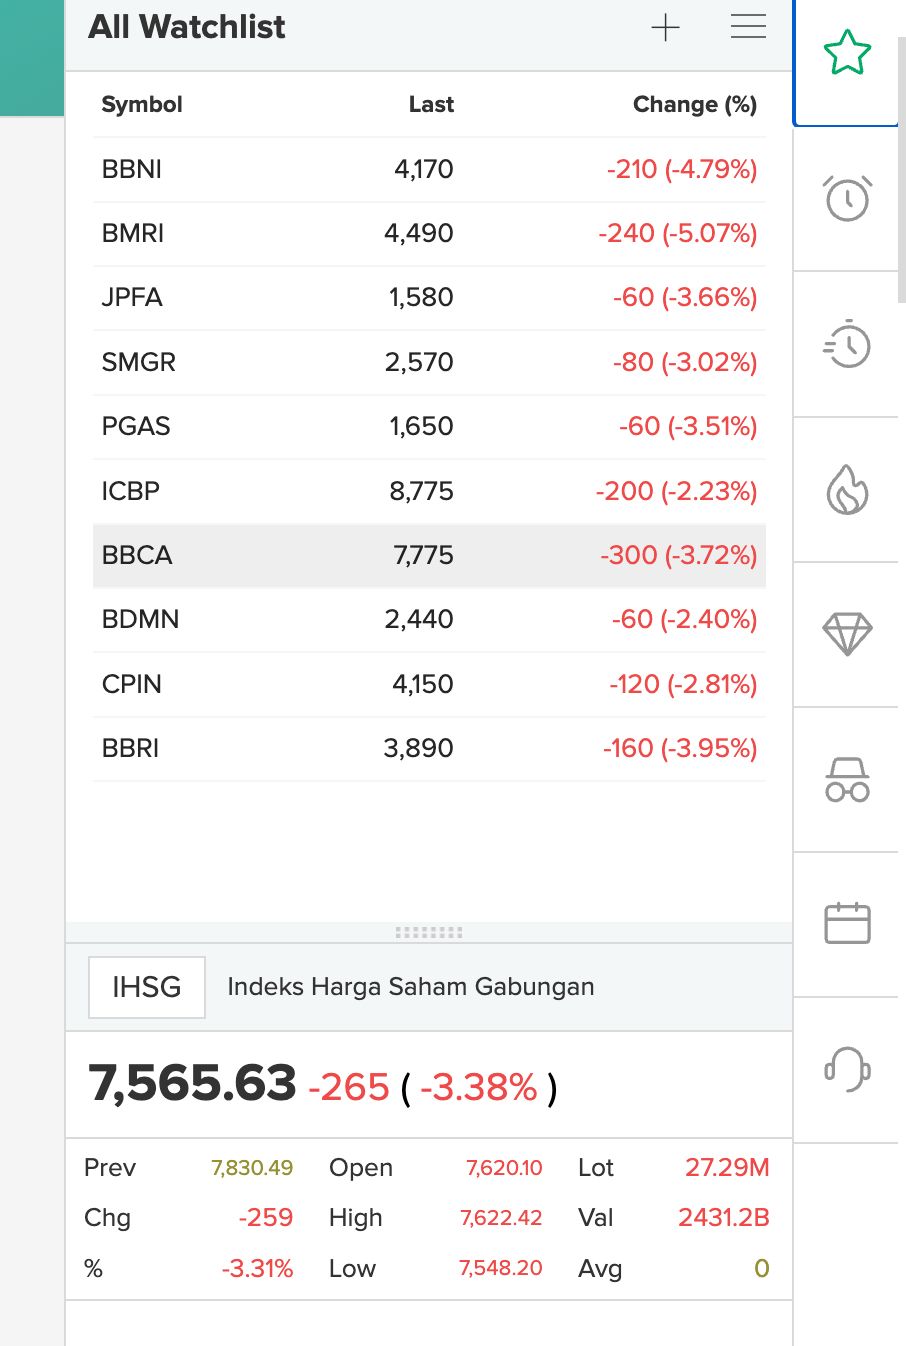 All Watchlist
Symbol Last Change (%)
BBNI 4,170 -210 (-4.79%)
BMRI 4,490 -240 (-5.07%)
JPFA 1,580 -60 (-3.66%)
SMGR 2,570 -80 (-3.02%)
PGAS 1,650 -60 (-3.51%)
ICBP 8,775 -200 (-2.23%)
BBCA 7,775 -300 (-3.72%)
BDMN 2,440 -60 (-2.40%)
CPIN 4,150 -120 (-2.81%)
BBRI 3,890 -160 (-3.95%)
IHSG Indeks Harga Saham Gabungan
7,565.63 -265 ( -3.38% )
Prev 7,830.49 Open 7,620.10 Lot 27.29M
Chg -259 High 7,622.42 Val 2431.2B
% -3.31% Low 7,548.20 Avg 0